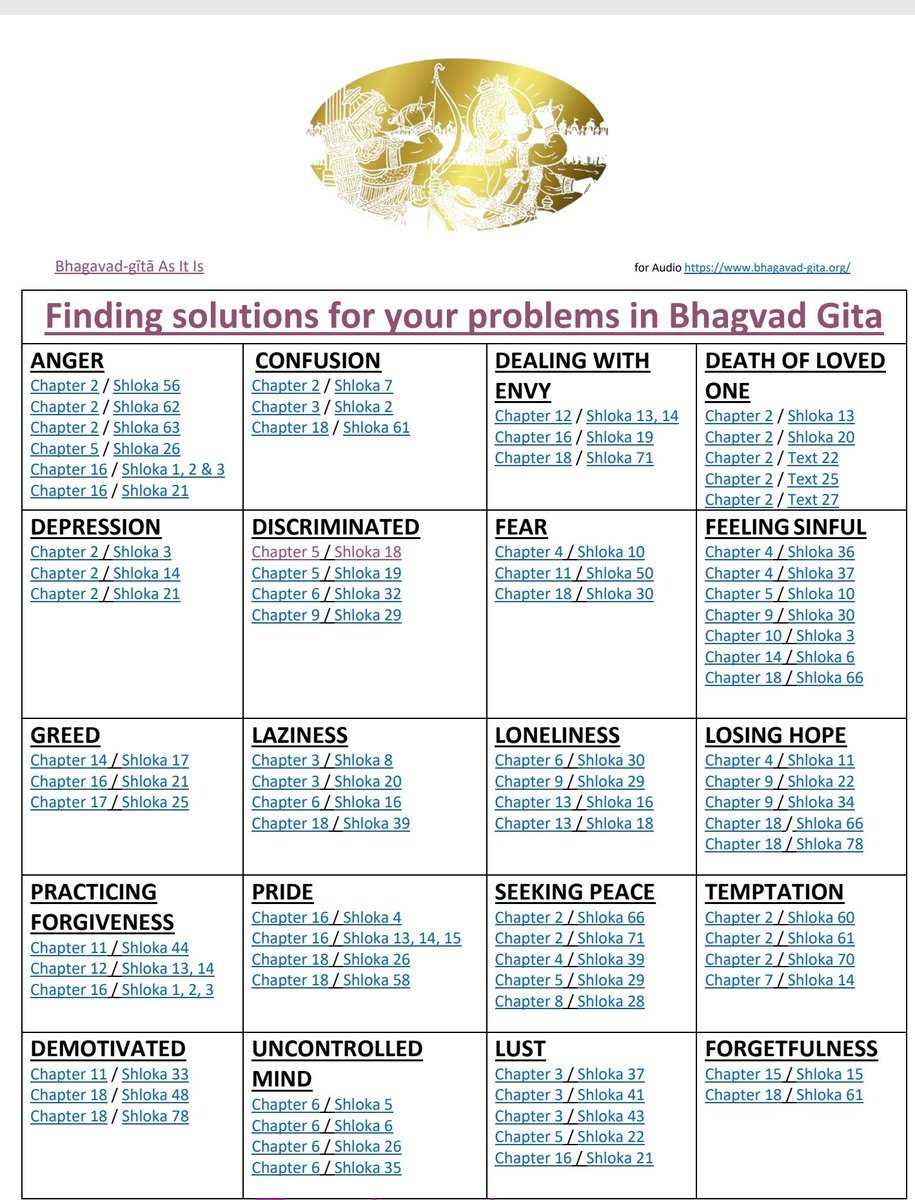 Bhagavad-gītā As It Is
for Audio https://www.bhagavad-gita.org/
Finding solutions for your problems in Bhagvad Gita
ANGER
Chapter 2 / Shloka 56
Chapter 2 / Shloka 62
Chapter 2 / Shloka 63
Chapter 5 / Shloka 26
Chapter 16 / Shloka 1, 2 & 3
Chapter 16 / Shloka 21
CONFUSION
Chapter 2 / Shloka 7
Chapter 3 / Shloka 2
Chapter 18 / Shloka 61
DEALING WITH
ENVY
Chapter 12 / Shloka 13, 14
Chapter 16 / Shloka 19
Chapter 18 / Shloka 71
DEATH OF LOVED
ONE
Chapter 2 / Shloka 13
Chapter 2 / Shloka 20
Chapter 2 / Text 22
Chapter 2 / Text 25
Chapter 2 / Text 27
DEPRESSION
Chapter 2 / Shloka 3
Chapter 2 / Shloka 14
Chapter 2 / Shloka 21
DISCRIMINATED
Chapter 5 / Shloka 18
Chapter 5 / Shloka 19
Chapter 6 / Shloka 32
Chapter 9 / Shloka 29
FEAR
Chapter 4 / Shloka 10
Chapter 11 / Shloka 50
Chapter 18 / Shloka 30
FEELING SINFUL
Chapter 4 / Shloka 36
Chapter 4 / Shloka 37
Chapter 5 / Shloka 10
Chapter 9 / Shloka 30
Chapter 10 / Shloka 3
Chapter 14 / Shloka 6
Chapter 18 / Shloka 66
GREED
Chapter 14 / Shloka 17
Chapter 16 / Shloka 21
Chapter 17 / Shloka 25
LAZINESS
Chapter 3 / Shloka 8
Chapter 3 / Shloka 20
Chapter 6 / Shloka 16
Chapter 18 / Shloka 39
LONELINESS
Chapter 6 / Shloka 30
Chapter 9 / Shloka 29
Chapter 13 / Shloka 16
Chapter 13 / Shloka 18
LOSING HOPE
Chapter 4 / Shloka 11
Chapter 9 / Shloka 22
Chapter 9 / Shloka 34
Chapter 18 / Shloka 66
Chapter 18 / Shloka 78
PRACTICING
FORGIVENESS
Chapter 11 / Shloka 44
Chapter 12 / Shloka 13, 14
Chapter 16 / Shloka 1, 2, 3
PRIDE
Chapter 16 / Shloka 4
Chapter 16 / Shloka 13, 14, 15
Chapter 18 / Shloka 26
Chapter 18 / Shloka 58
SEEKING PEACE
Chapter 2 / Shloka 66
Chapter 2 / Shloka 71
Chapter 4 / Shloka 39
Chapter 5 / Shloka 29
Chapter 8 / Shloka 28
TEMPTATION
Chapter 2 / Shloka 60
Chapter 2 / Shloka 61
Chapter 2 / Shloka 70
Chapter 7 / Shloka 14
DEMOTIVATED
Chapter 11 / Shloka 33
Chapter 18 / Shloka 48
Chapter 18 / Shloka 78
UNCONTROLLED
MIND
Chapter 6 / Shloka 5
Chapter 6 / Shloka 6
Chapter 6 / Shloka 26
Chapter 6 / Shloka 35
LUST
Chapter 3 / Shloka 37
Chapter 3 / Shloka 41
Chapter 3 / Shloka 43
Chapter 5 / Shloka 22
Chapter 16 / Shloka 21
FORGETFULNESS
Chapter 15 / Shloka 15
Chapter 18 / Shloka 61